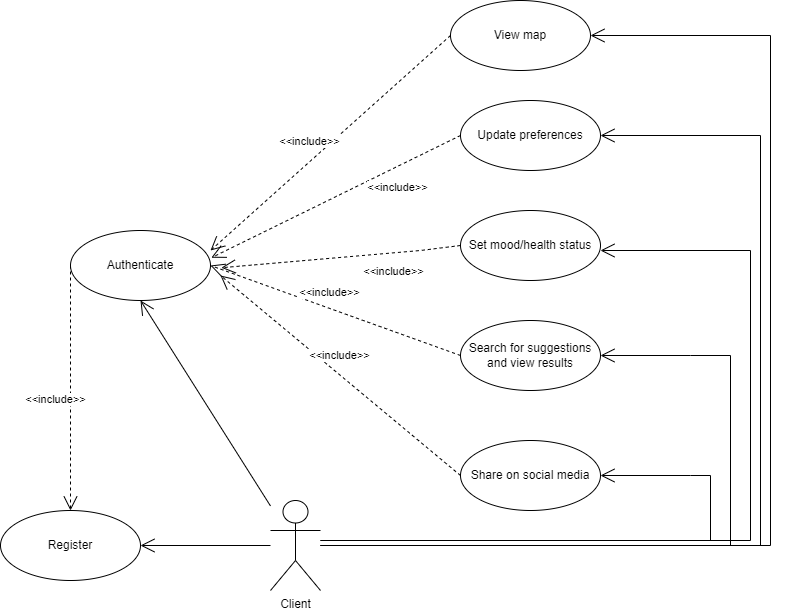 View map
Update preferences
<<include>>
<<include>>
Authenticate
Set mood/health status
<<include>>
<<include>>
Search for suggestions
and view results
<<include>>
<<include>>
Share on social media
Register
Client